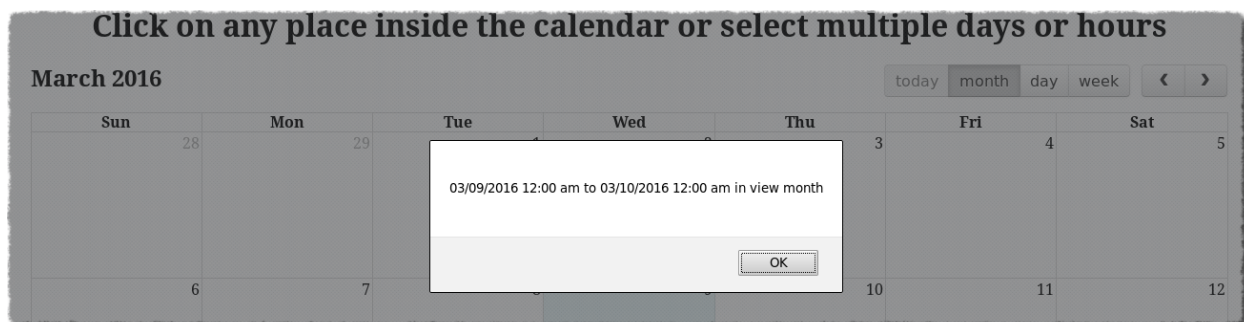 Click on any place inside the calendar or select multiple days or hours
March 2016
today month day week
Sun Mon Tue Wed Thu Fri Sat
28 29 3 4 5
03/09/2016 12:00 am to 03/10/2016 12:00 am in view month
OK
6 7 10 11 12